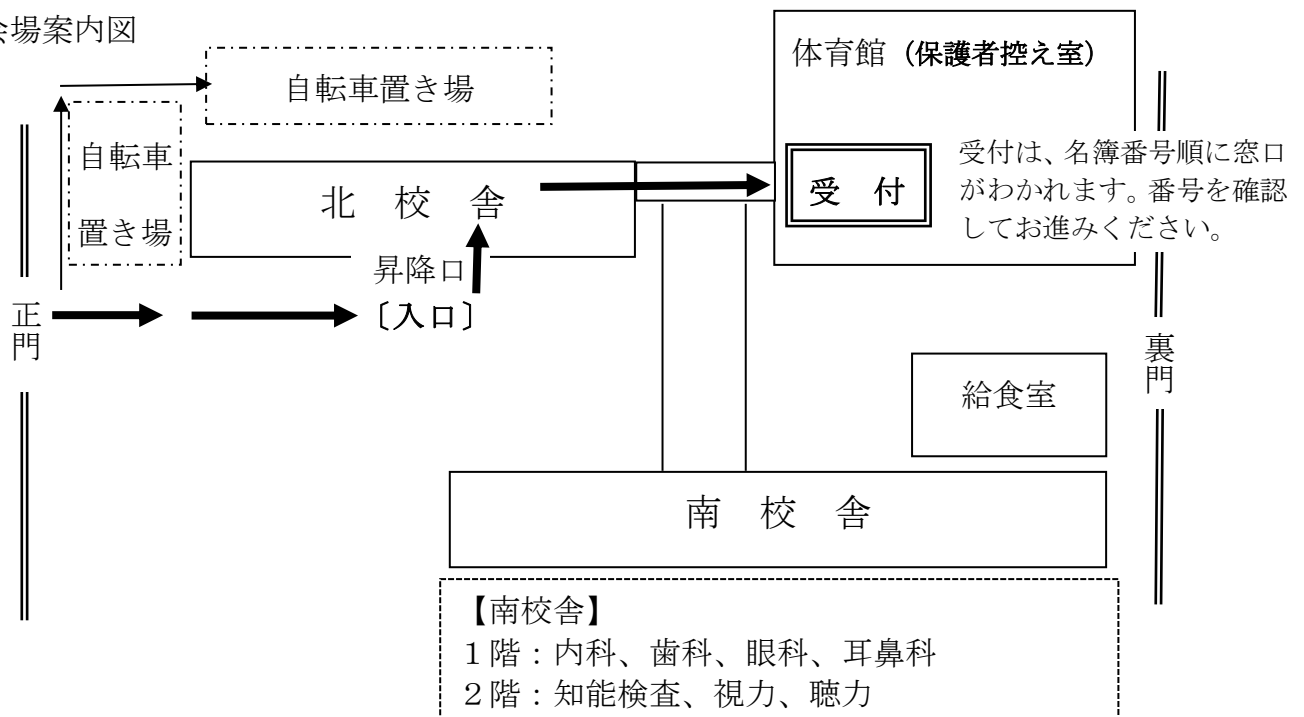 会場案内図
体育館（保護者控え室）
自転車置き場
自転車
置き場
北　校　舎
受　付
受付は、名簿番号順に窓口
がわかれます。番号を確認
してお進みください。
昇降口
〔入口〕
正門
裏門
給食室
南　校　舎
【南校舎】
１階：内科、歯科、眼科、耳鼻科
２階：知能検査、視力、聴力